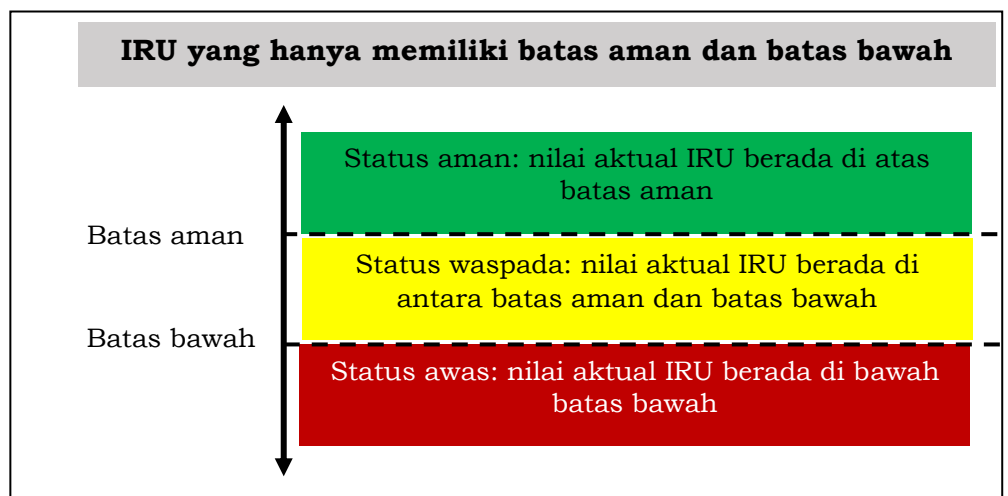 IRU yang hanya memiliki batas aman dan batas bawah
Status aman: nilai aktual IRU berada di atas
batas aman
Batas aman
Status waspada: nilai aktual IRU berada di
antara batas aman dan batas bawah
Batas bawah
Status awas: nilai aktual IRU berada di bawah
batas bawah